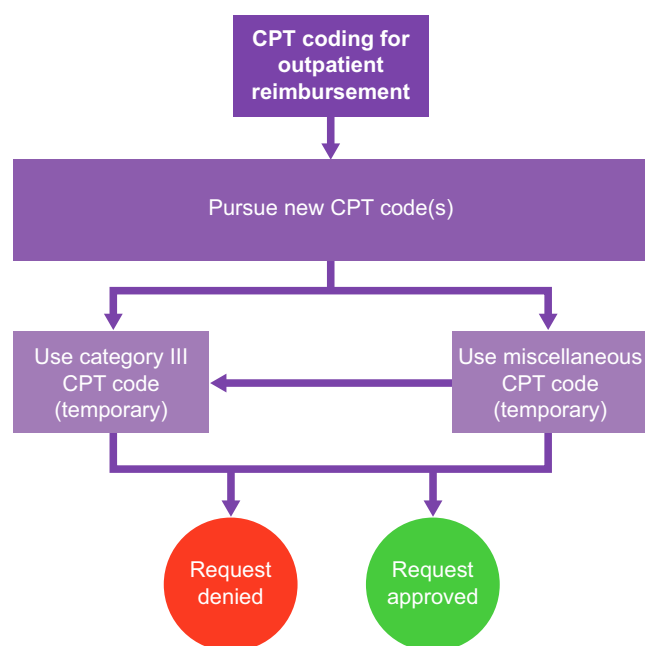 CPT coding for
outpatient
reimbursement
Pursue new CPT code(s)
Use category III
CPT code
(temporary)
Use miscellaneous
CPT code
(temporary)
Request
denied
Request
approved